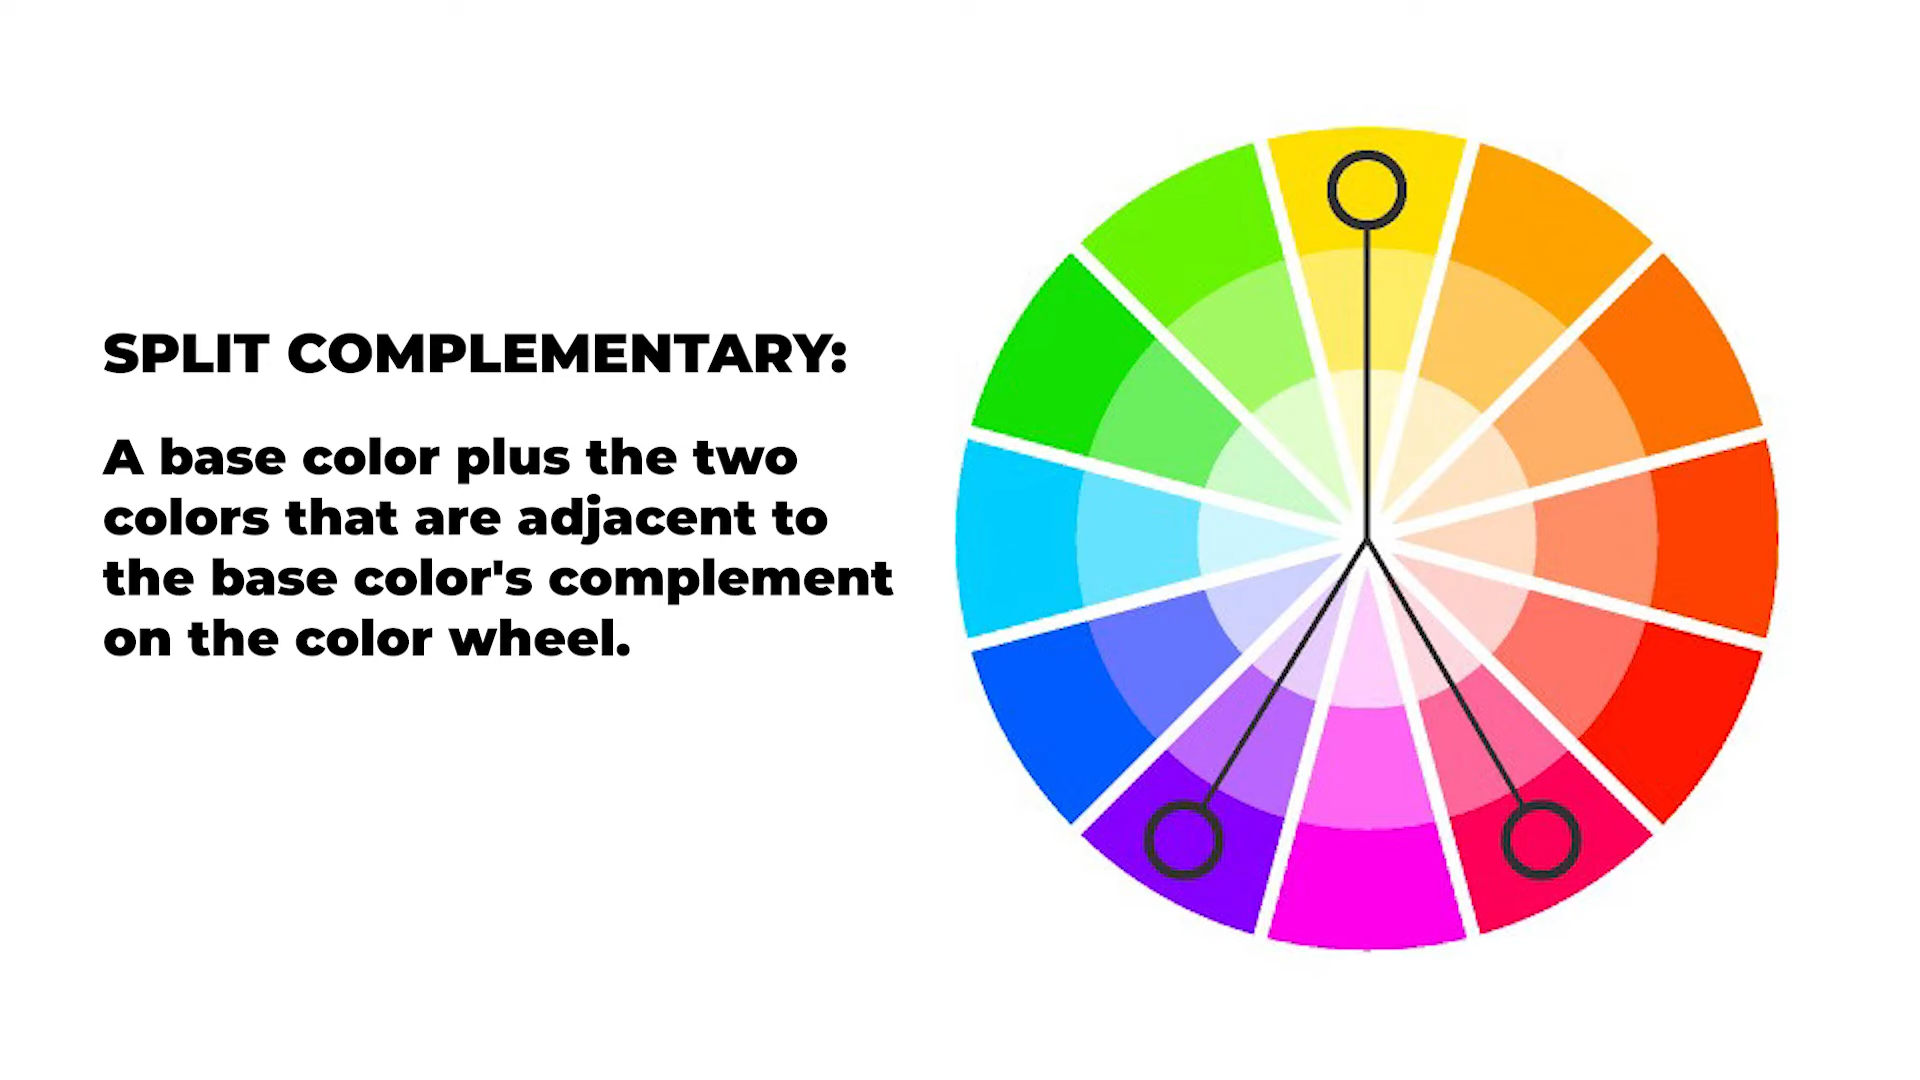 SPLIT COMPLEMENTARY:
A base color plus the two
colors that are adjacent to
the base color's complement
on the color wheel.